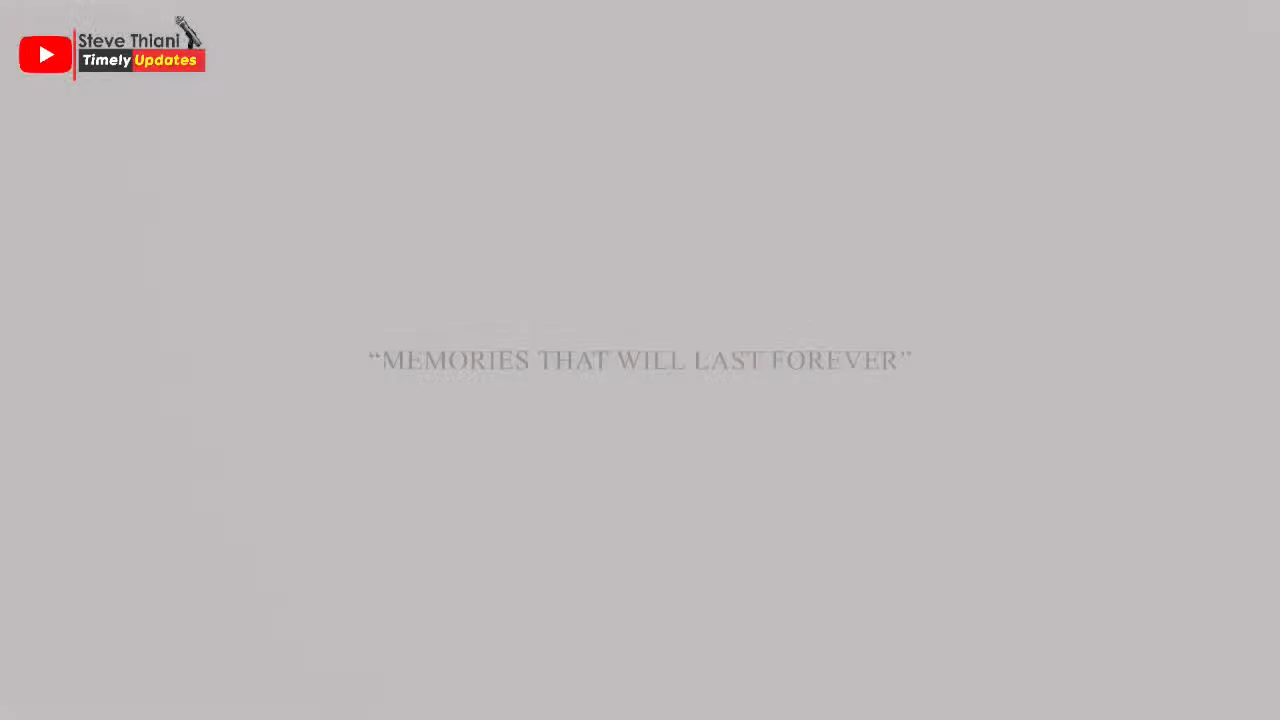 Steve Thiani
Timely Updates
“MEMORIES THAT WILL LAST FOREVER”